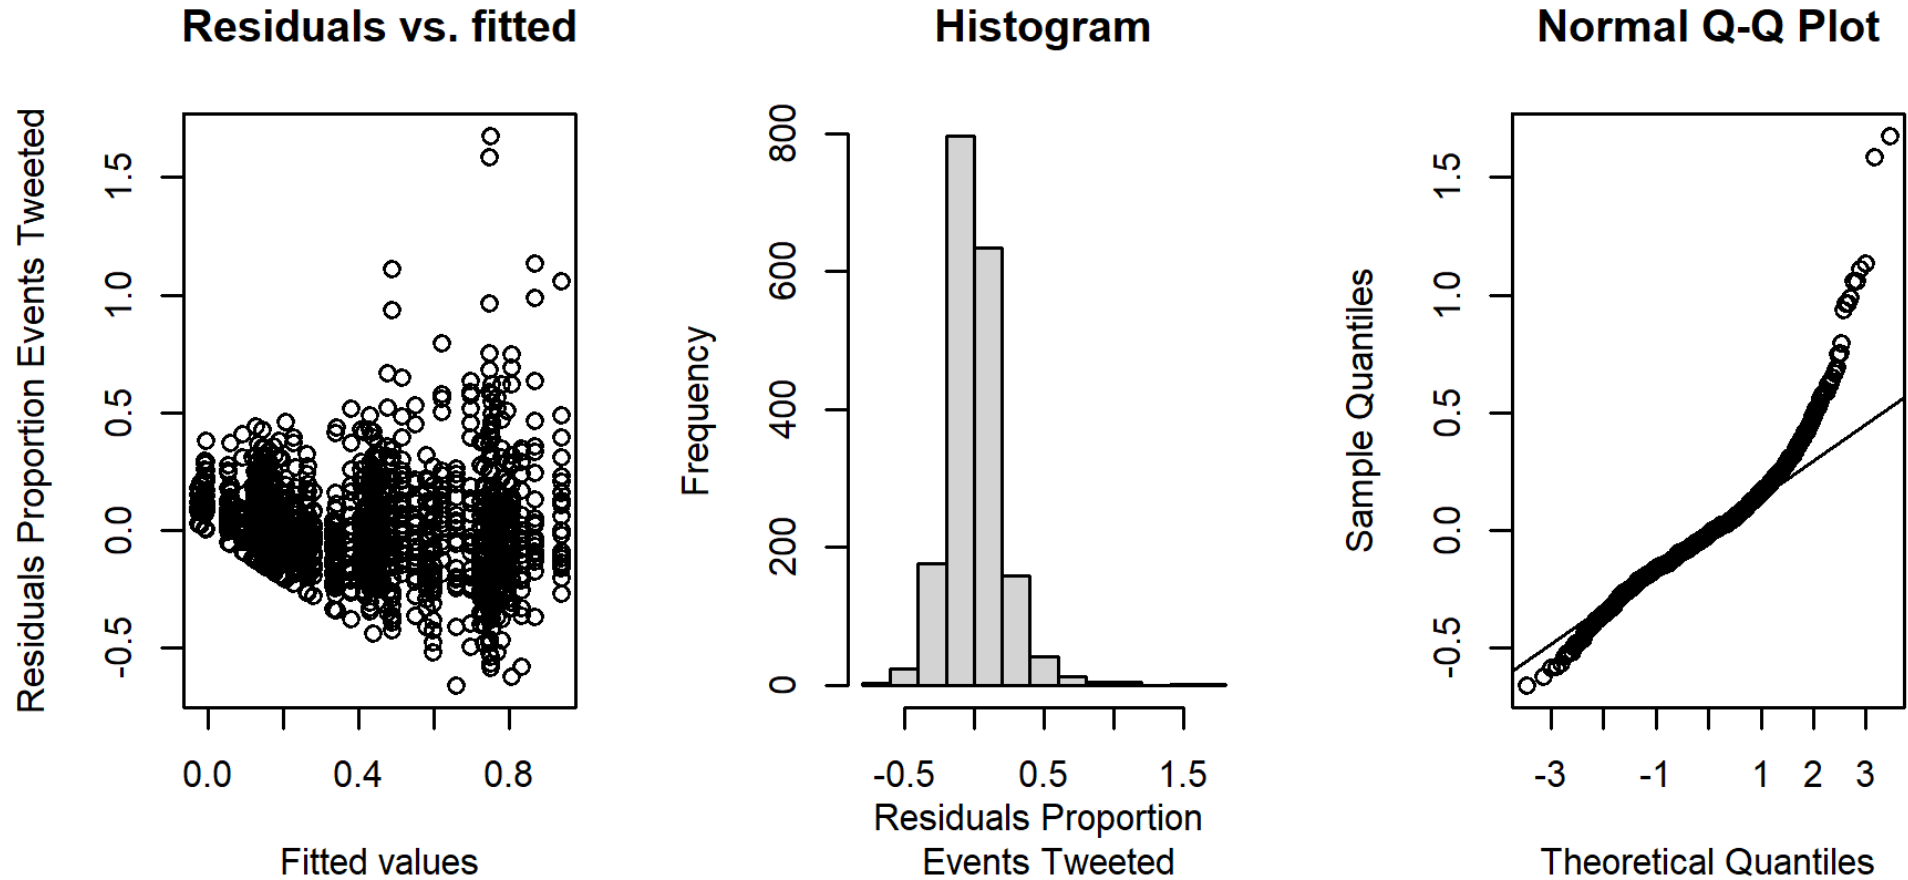 Residuals vs. fitted
Residuals Proportion Events Tweeted
1.5
1.0
0.5
0.0
-0.5
0.0 0.4 0.8
Fitted values
Histogram
Frequency
800
600
400
200
0
-0.5 0.5 1.5
Residuals Proportion
Events Tweeted
Normal Q-Q Plot
Sample Quantiles
1.5
1.0
0.5
0.0
-0.5
-3 -1 1 2 3
Theoretical Quantiles